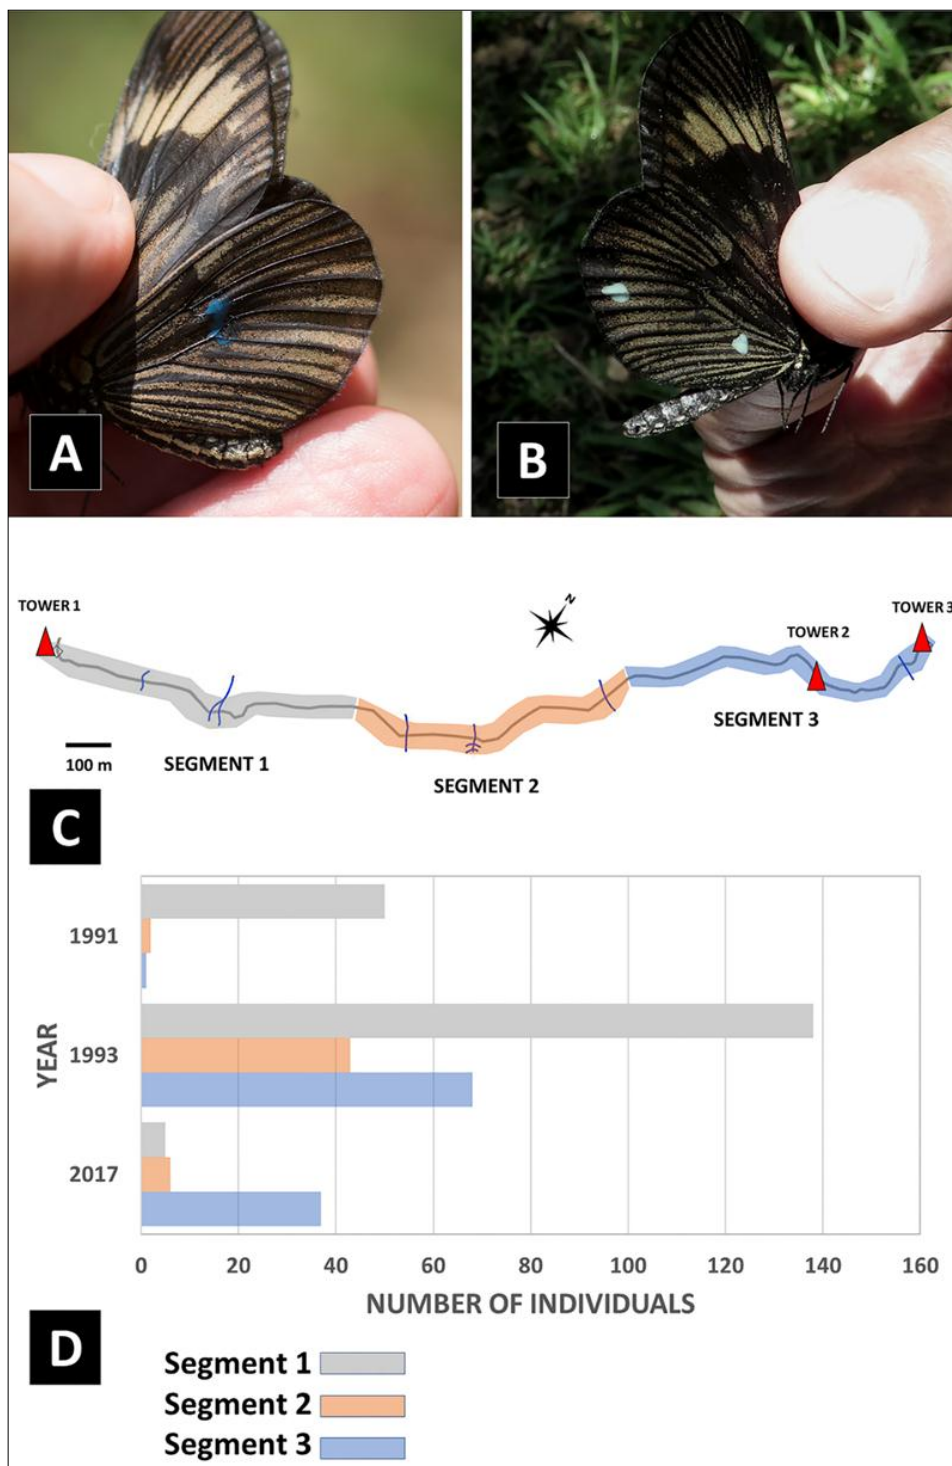 A
B
TOWER 1
N
TOWER 2
TOWER 3
100 m
SEGMENT 1
SEGMENT 2
SEGMENT 3
C
1991
1993
2017
YEAR
0 20 40 60 80 100 120 140 160
NUMBER OF INDIVIDUALS
D
Segment 1
Segment 2
Segment 3